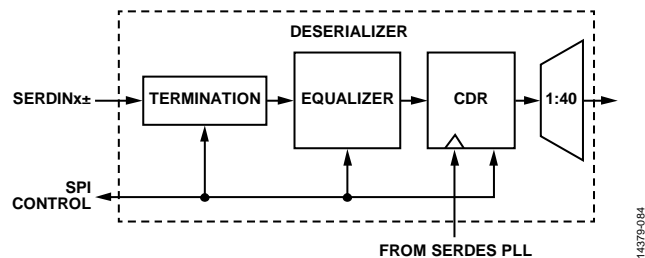 DESERIALIZER
SERDINx±
TERMINATION
EQUALIZER
CDR
1:40
SPI
CONTROL
FROM SERDES PLL
14379-084